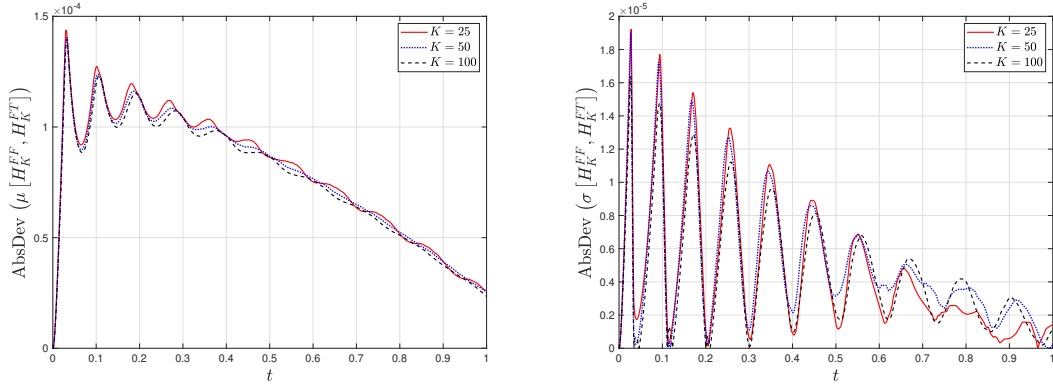 ×10⁻⁴
1.5
1
0.5
0
0 0.1 0.2 0.3 0.4 0.5 0.6 0.7 0.8 0.9 1
t
AbsDev (μ [H_K^{FF}, H_K^{FT}])
K = 25
K = 50
K = 100
×10⁻⁵
2
1.8
1.6
1.4
1.2
1
0.8
0.6
0.4
0.2
0
0 0.1 0.2 0.3 0.4 0.5 0.6 0.7 0.8 0.9 1
t
AbsDev (σ [H_K^{FF}, H_K^{FT}])
K = 25
K = 50
K = 100